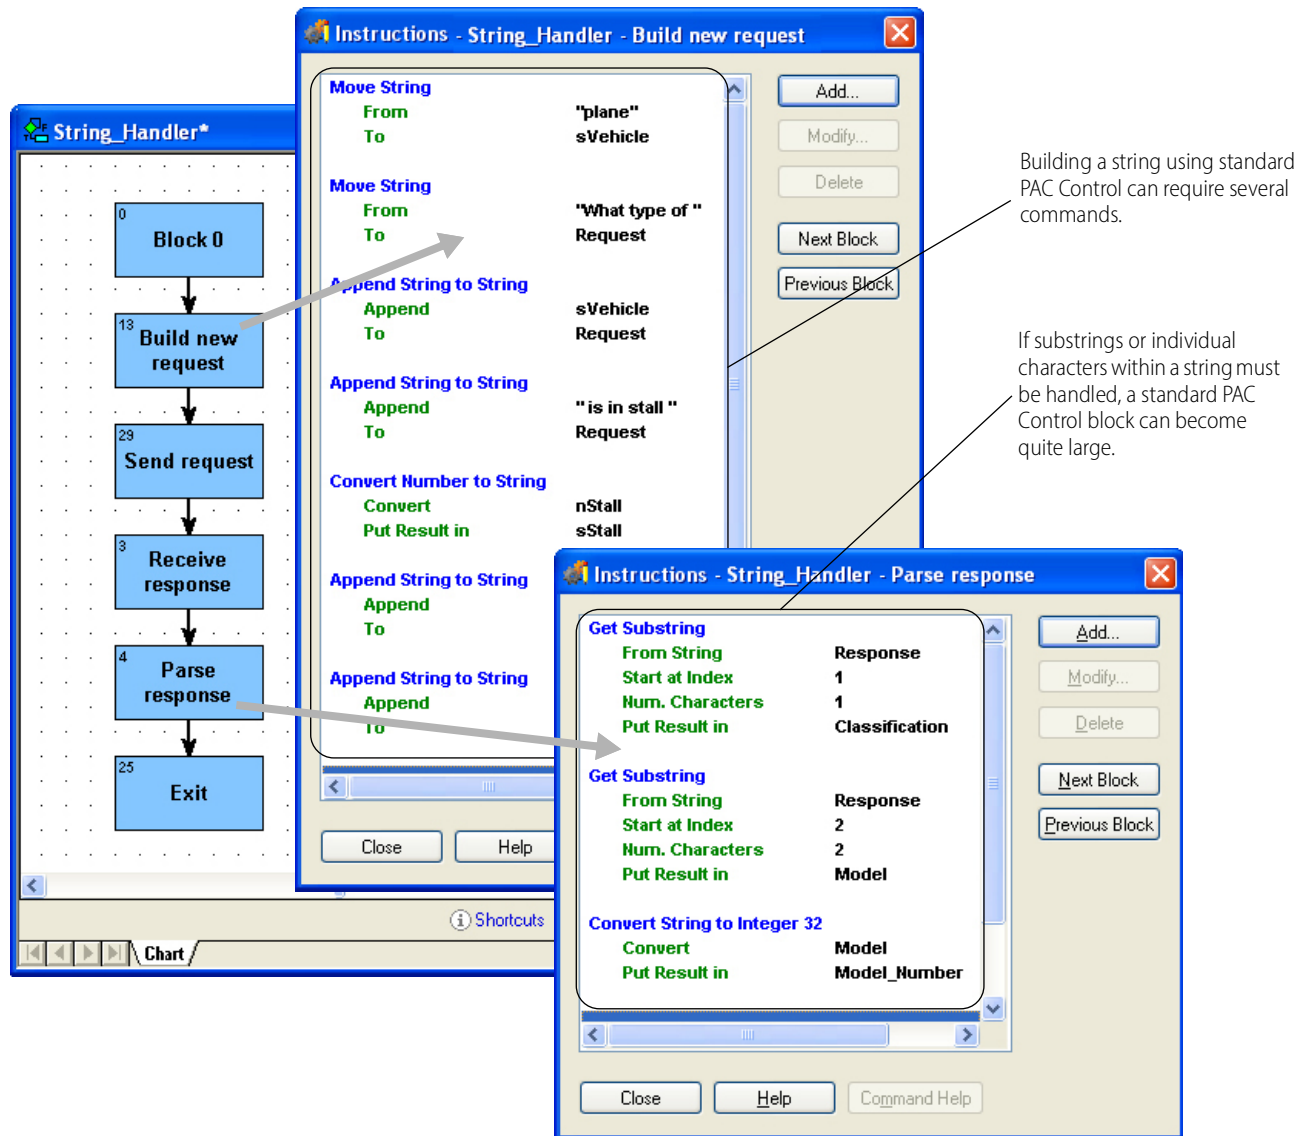 Instructions - String_Handler - Build new request
Move String
From "plane"
To sVehicle
Move String
From "What type of "
To Request
Append String to String
Append sVehicle
To Request
Append String to String
Append " is in stall "
To Request
Convert Number to String
Convert nStall
Put Result in sStall
Append String to String
Append
To
Append String to String
Append
To
Add...
Modify...
Delete
Next Block
Previous Block
Close
Help
String_Handler*
0
Block 0
13
Build new
request
29
Send request
3
Receive
response
4
Parse
response
25
Exit
Shortcuts
Chart
Building a string using standard
PAC Control can require several
commands.
If substrings or individual
characters within a string must
be handled, a standard PAC
Control block can become
quite large.
Instructions - String_Handler - Parse response
Get Substring
From String Response
Start at Index 1
Num. Characters 1
Put Result in Classification
Get Substring
From String Response
Start at Index 2
Num. Characters 2
Put Result in Model
Convert String to Integer 32
Convert Model
Put Result in Model_Number
Add...
Modify...
Delete
Next Block
Previous Block
Close
Help
Command Help